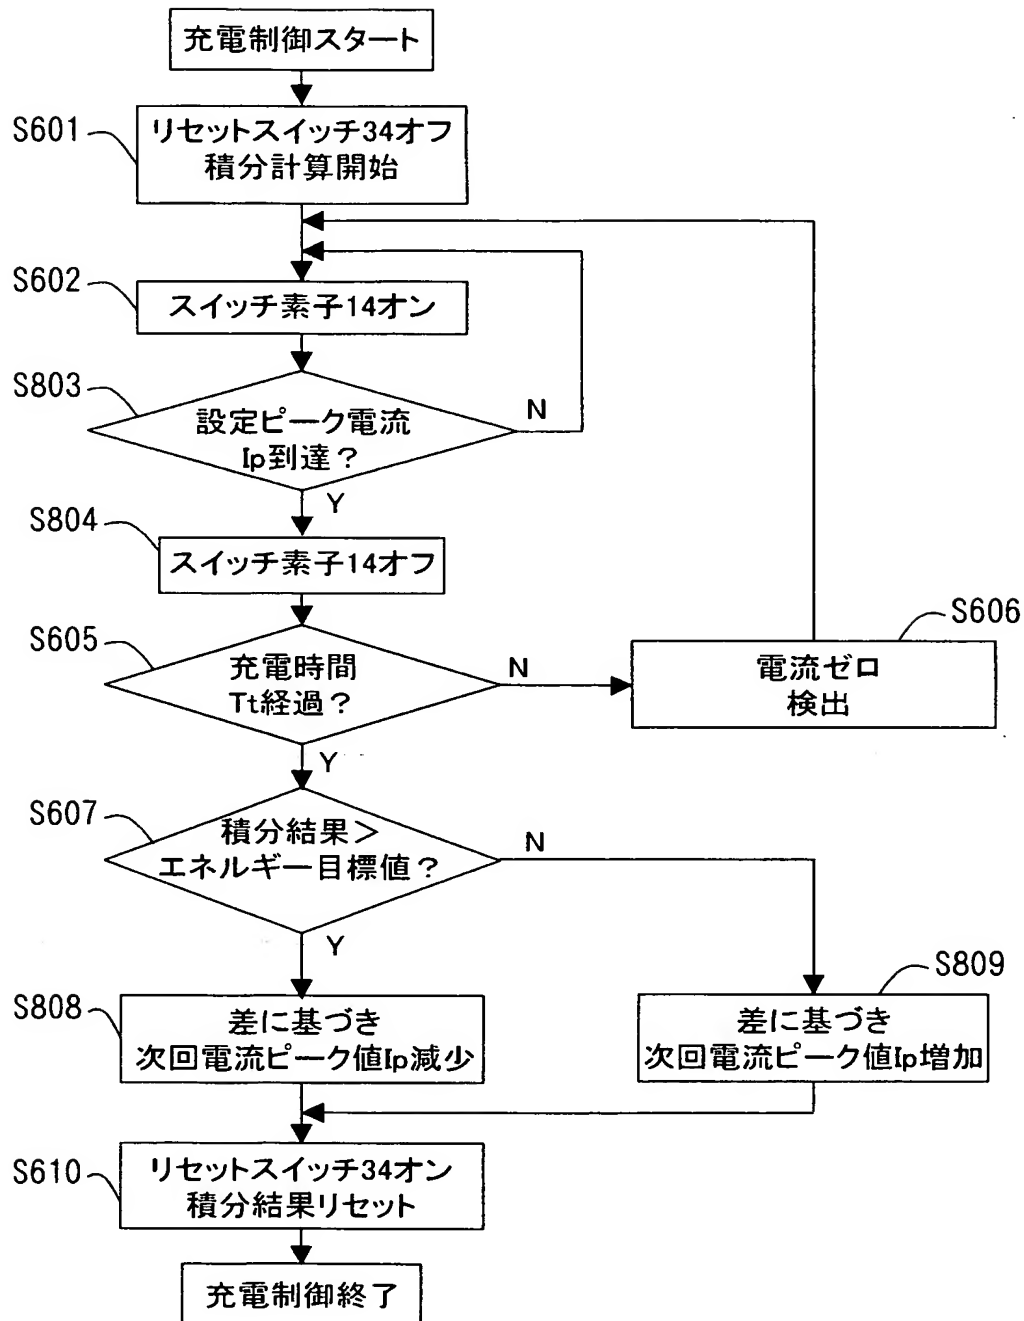 充電制御スタート
S601
リセットスイッチ34オフ
積分計算開始
S602
スイッチ素子14オン
S803
設定ピーク電流
Ip到達？
N
Y
S804
スイッチ素子14オフ
S605
充電時間
Tt経過？
N
S606
電流ゼロ
検出
Y
S607
積分結果＞
エネルギー目標値？
N
Y
S808
差に基づき
次回電流ピーク値Ip減少
S809
差に基づき
次回電流ピーク値Ip増加
S610
リセットスイッチ34オン
積分結果リセット
充電制御終了